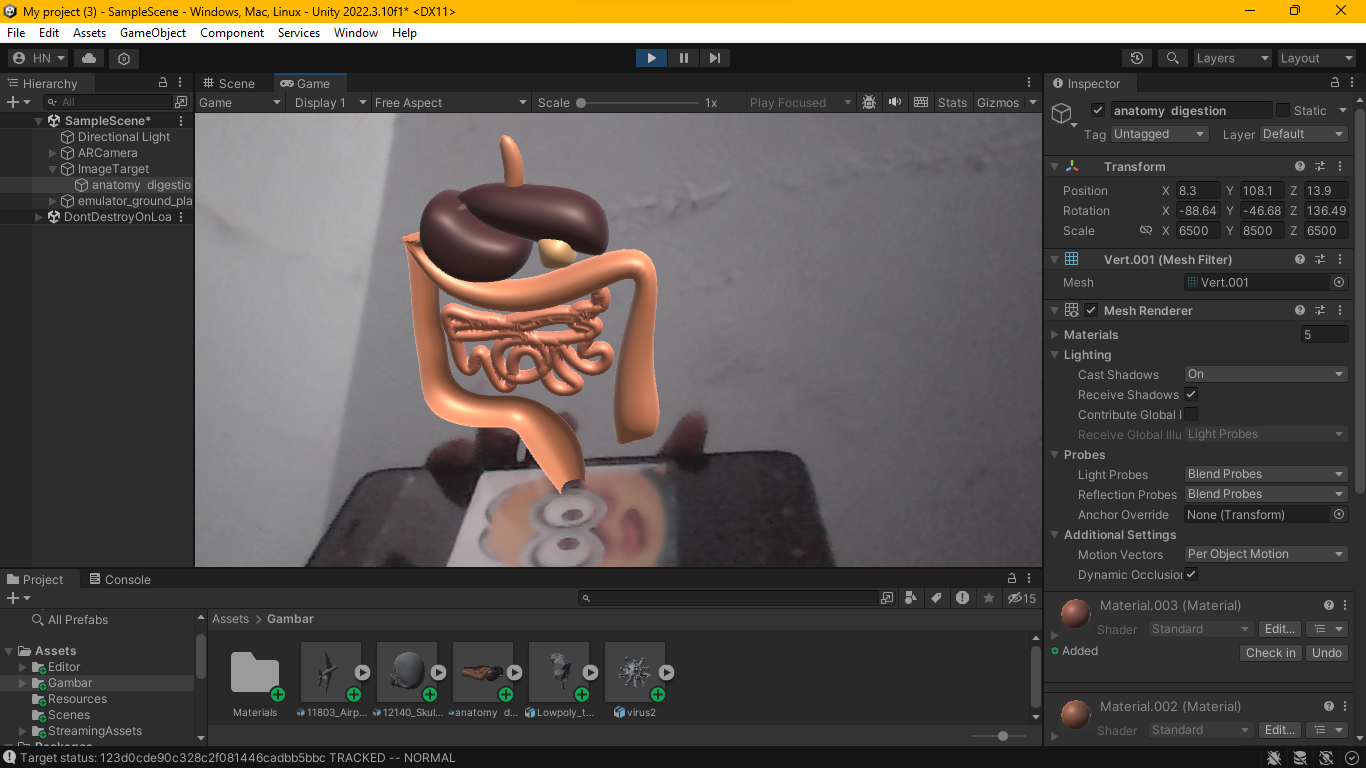 My project (3) - SampleScene - Windows, Mac, Linux - Unity 2022.3.10f1* <DX11>
File Edit Assets GameObject Component Services Window Help
HN Layers Layout
Hierarchy
All
SampleScene*
Directional Light
ARCamera
ImageTarget
anatomy_digestio
emulator_ground_pla
DontDestroyOnLoa
Scene Game
Game Display 1 Free Aspect Scale 1x Play Focused Stats Gizmos
Inspector
anatomy_digestion Static
Tag Untagged Layer Default
Transform
Position X 8.3 Y 108.1 Z 13.9
Rotation X -88.64 Y -46.68 Z 136.49
Scale X 6500 Y 8500 Z 6500
Vert.001 (Mesh Filter)
Mesh Vert.001
Mesh Renderer
Materials 5
Lighting
Cast Shadows On
Receive Shadows
Contribute Global I
Receive Global Illu Light Probes
Probes
Light Probes Blend Probes
Reflection Probes Blend Probes
Anchor Override None (Transform)
Additional Settings
Motion Vectors Per Object Motion
Dynamic Occlusion
Material.003 (Material)
Shader Standard Edit...
Added Check in Undo
Material.002 (Material)
Shader Standard Edit...
Project Console
15
All Prefabs
Assets
Editor
Gambar
Resources
Scenes
StreamingAssets
Packages
Assets > Gambar
Materials 11803_Airp... 12140_Skul... anatomy_d... Lowpoly_t... virus2
Target status: 123d0cde90c328c2f081446cadbb5bbc TRACKED -- NORMAL